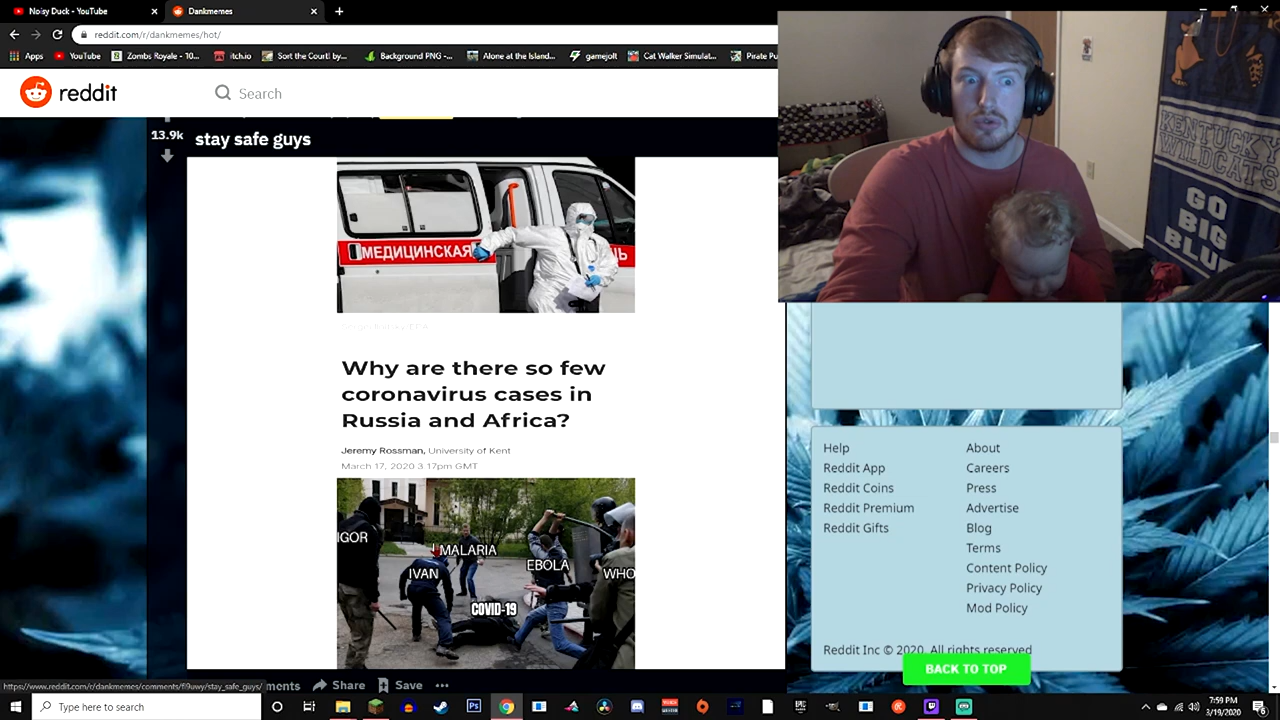 Noisy Duck - YouTube
Dankmemes
reddit.com/r/dankmemes/hot/
Apps
YouTube
Zombs Royale - 10...
itch.io
Sort the Court! by...
Background PNG -...
Alone at the Island...
gamejolt
Cat Walker Simulat...
Pirate Pu
reddit
Search
13.9k
stay safe guys
МЕДИЦИНСКАЯ
Why are there so few
coronavirus cases in
Russia and Africa?
Jeremy Rossman, University of Kent
March 17, 2020 3.17pm GMT
IGOR
MALARIA
IVAN
EBOLA
WHO
COVID-19
KENTUCKY
WILDCATS
GO
BIG
BLUE
Help
Reddit App
Reddit Coins
Reddit Premium
Reddit Gifts
About
Careers
Press
Advertise
Blog
Terms
Content Policy
Privacy Policy
Mod Policy
Reddit Inc © 2020. All rights reserved
BACK TO TOP
https://www.reddit.com/r/dankmemes/comments/fl9uwy/stay_safe_guys/
ments
Share
Save
Type here to search
7:59 PM
3/19/2020